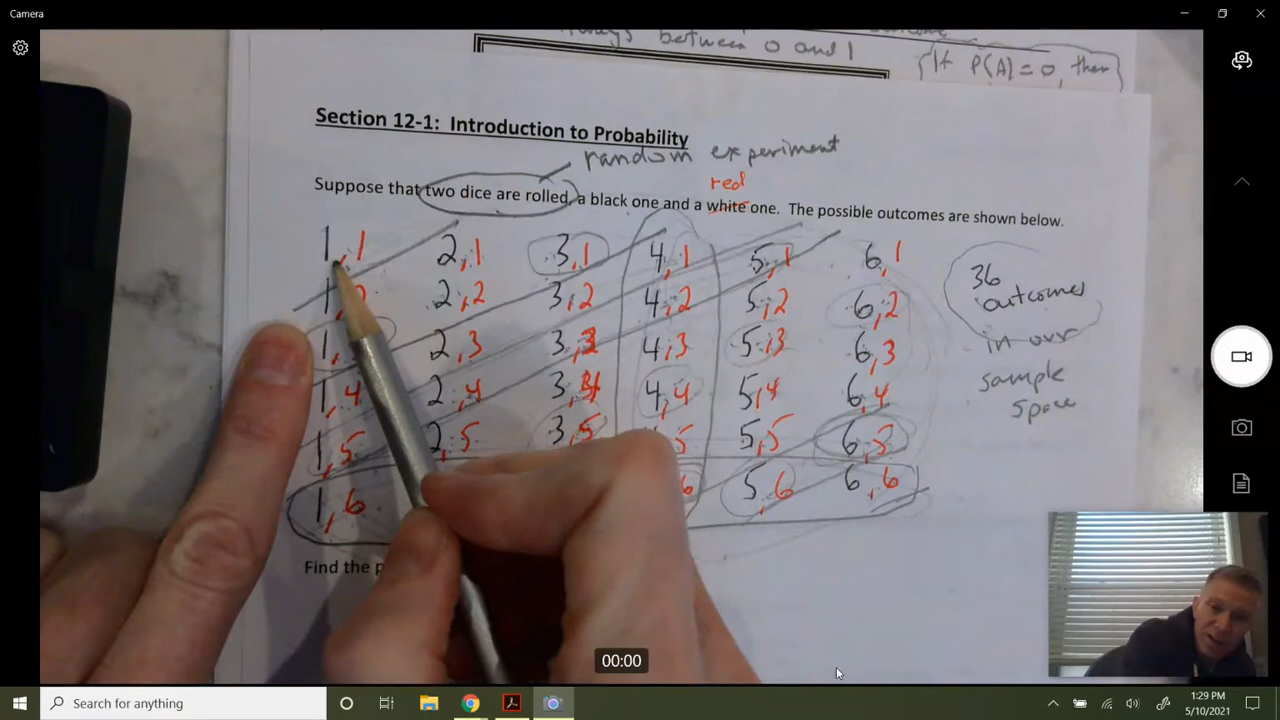 Camera
always between 0 and 1
If P(A)=0, then
Section 12-1: Introduction to Probability
random experiment
red
Suppose that two dice are rolled, a black one and a white one. The possible outcomes are shown below.
1,1 2,1 3,1 4,1 5,1 6,1
1,2 2,2 3,2 4,2 5,2 6,2
1, 2,3 3,3 4,3 5,3 6,3
1,4 2,4 3,4 4,4 5,4 6,4
1,5 2,5 3,5 5 5,5 6,5
1,6 6 5,6 6,6
36
outcomes
in our
sample
space
Find the p
00:00
Search for anything
1:29 PM
5/10/2021